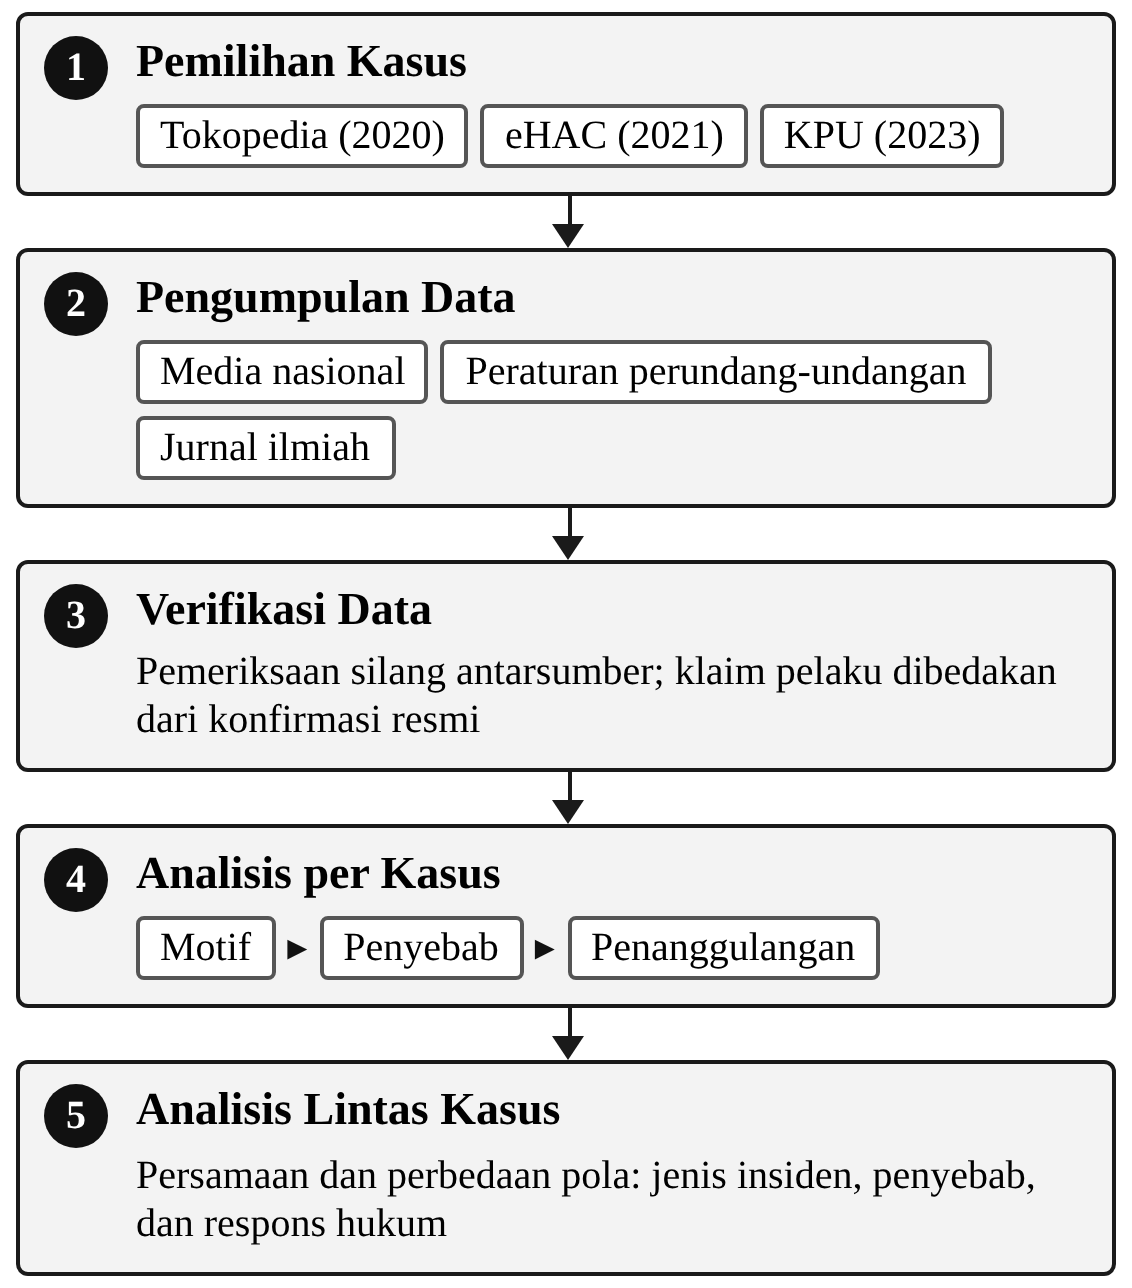 1 Pemilihan Kasus
Tokopedia (2020) eHAC (2021) KPU (2023)
2 Pengumpulan Data
Media nasional Peraturan perundang-undangan
Jurnal ilmiah
3 Verifikasi Data
Pemeriksaan silang antarsumber; klaim pelaku dibedakan
dari konfirmasi resmi
4 Analisis per Kasus
Motif ► Penyebab ► Penanggulangan
5 Analisis Lintas Kasus
Persamaan dan perbedaan pola: jenis insiden, penyebab,
dan respons hukum